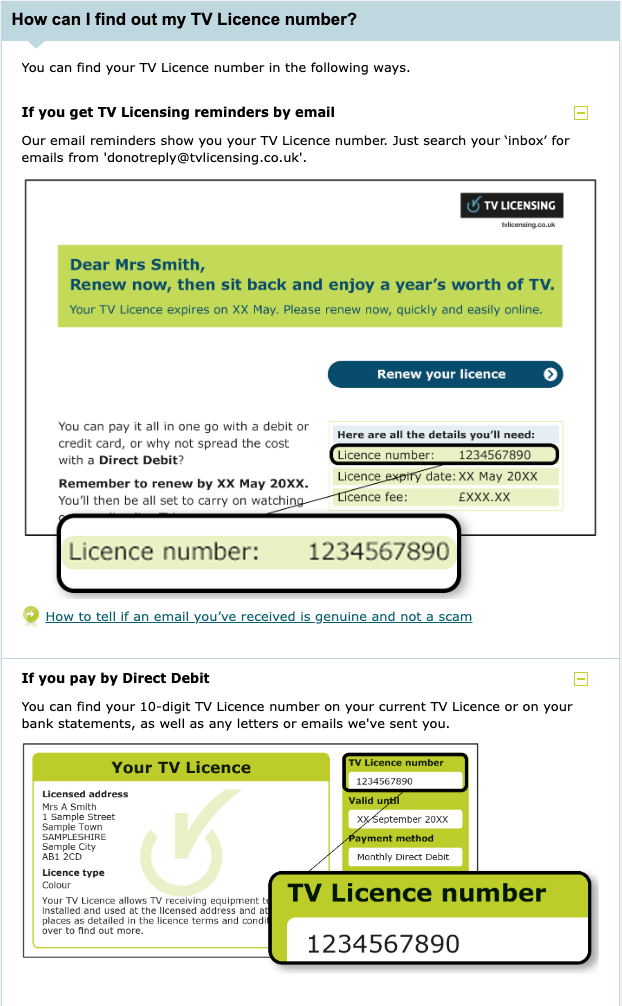 How can I find out my TV Licence number?
You can find your TV Licence number in the following ways.
If you get TV Licensing reminders by email
Our email reminders show you your TV Licence number. Just search your ‘inbox’ for
emails from 'donotreply@tvlicensing.co.uk'.
TV LICENSING
tvlicensing.co.uk
Dear Mrs Smith,
Renew now, then sit back and enjoy a year’s worth of TV.
Your TV Licence expires on XX May. Please renew now, quickly and easily online.
Renew your licence
You can pay it all in one go with a debit or
credit card, or why not spread the cost
with a Direct Debit?
Remember to renew by XX May 20XX.
You’ll then be all set to carry on watching
Here are all the details you’ll need:
Licence number: 1234567890
Licence expiry date: XX May 20XX
Licence fee: £XXX.XX
Licence number: 1234567890
How to tell if an email you’ve received is genuine and not a scam
If you pay by Direct Debit
You can find your 10-digit TV Licence number on your current TV Licence or on your
bank statements, as well as any letters or emails we've sent you.
Your TV Licence
Licensed address
Mrs A Smith
1 Sample Street
Sample Town
SAMPLESHIRE
Sample City
AB1 2CD
Licence type
Colour
Your TV Licence allows TV receiving equipment to
installed and used at the licensed address and at
places as detailed in the licence terms and condit
over to find out more.
TV Licence number
1234567890
Valid until
XX September 20XX
Payment method
Monthly Direct Debit
TV Licence number
1234567890